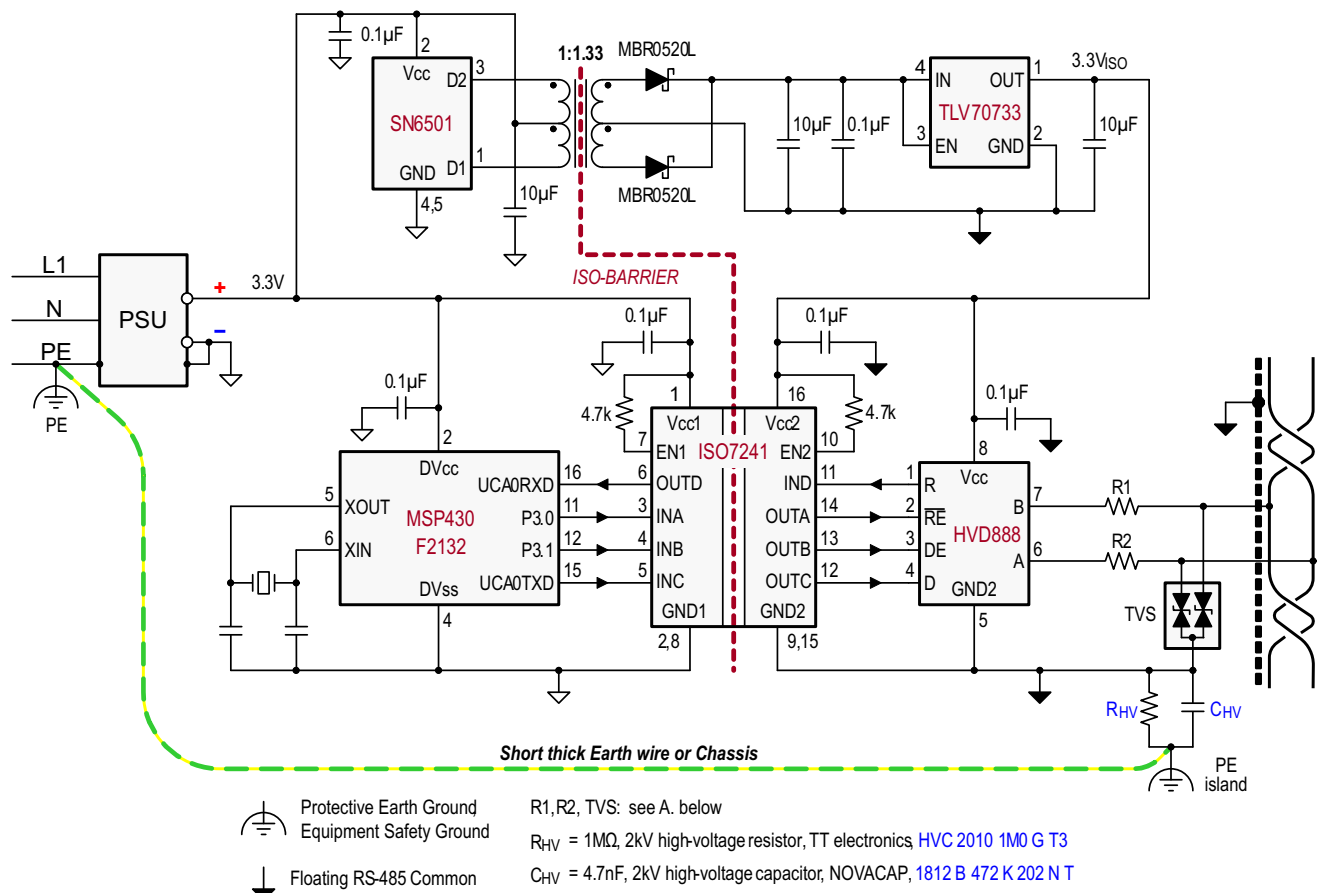 0.1µF
2
Vcc
D2
3
SN6501
D1
1
GND
4,5
10µF
1:1.33
MBR0520L
MBR0520L
10µF
0.1µF
4
IN
OUT
1
TLV70733
3
EN
GND
2
3.3VISO
10µF
ISO-BARRIER
L1
N
PE
PSU
+
−
3.3V
PE
0.1µF
0.1µF
0.1µF
0.1µF
4.7k
4.7k
1
16
Vcc1
Vcc2
7
EN1
EN2
10
ISO7241
6
OUTD
IND
11
3
INA
OUTA
14
4
INB
OUTB
13
5
INC
OUTC
12
GND1
GND2
2,8
9,15
2
DVcc
5
XOUT
UCA0RXD
16
MSP430
F2132
P3.0
11
6
XIN
P3.1
12
UCA0TXD
15
DVss
4
8
Vcc
1
R
B
7
2
RE
HVD888
3
DE
A
6
4
D
GND2
5
R1
R2
TVS
RHV
CHV
Short thick Earth wire or Chassis
PE
island
Protective Earth Ground,
Equipment Safety Ground
Floating RS-485 Common
R1,R2, TVS: see A. below
RHV = 1MΩ, 2kV high-voltage resistor, TT electronics, HVC 2010 1M0 G T3
CHV = 4.7nF, 2kV high-voltage capacitor, NOVACAP, 1812 B 472 K 202 N T